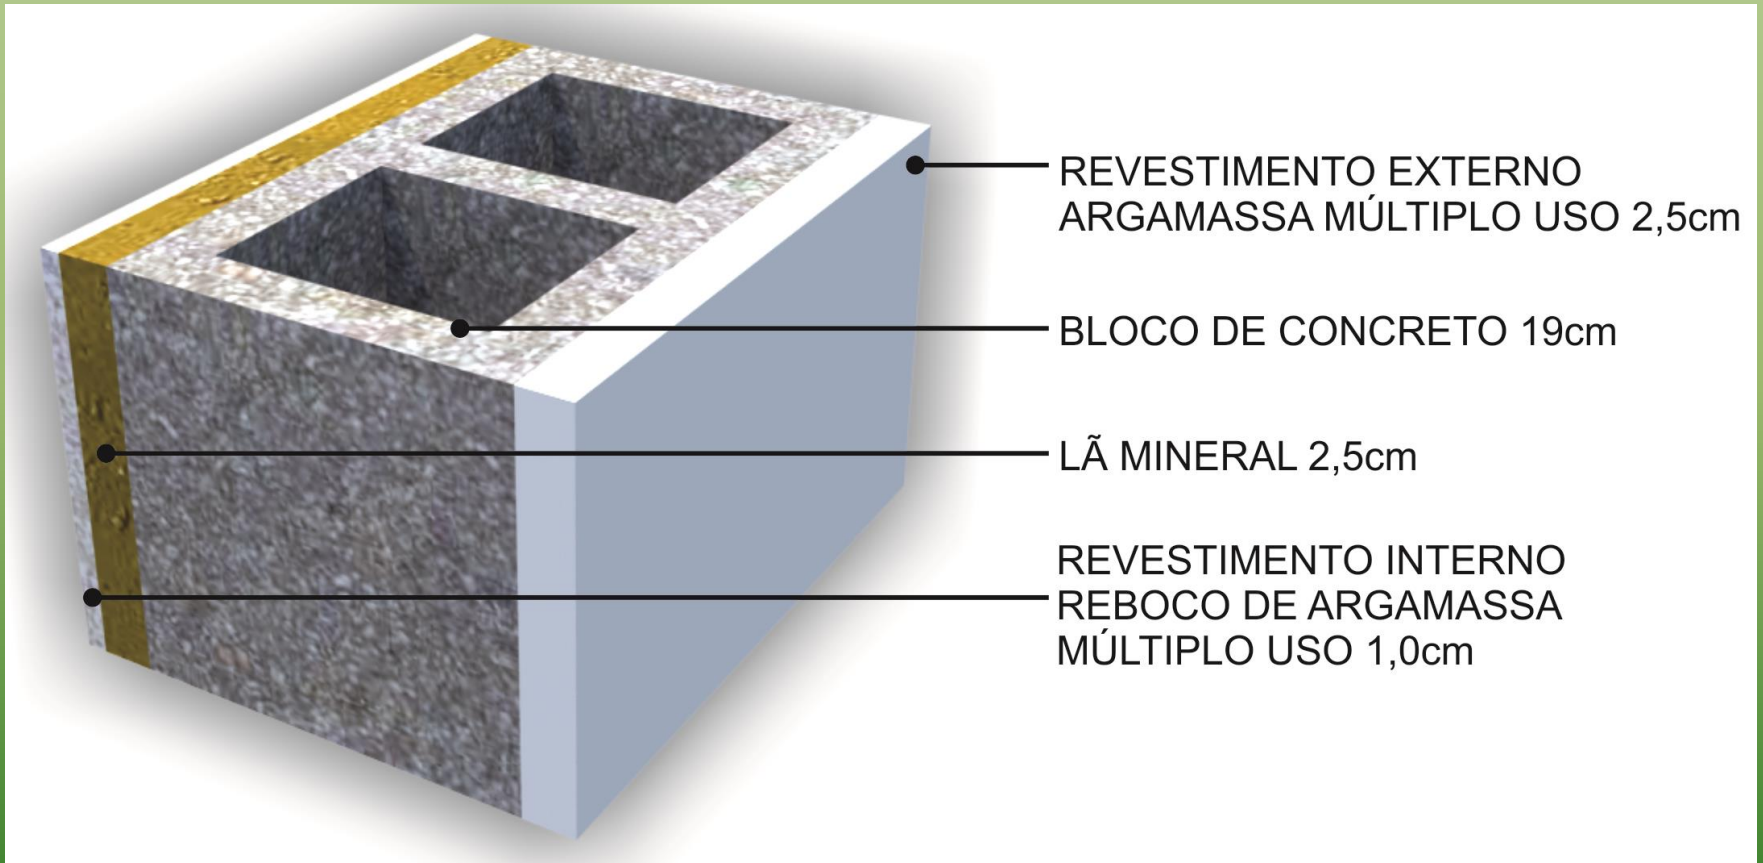 REVESTIMENTO EXTERNO
ARGAMASSA MÚLTIPLO USO 2,5cm
BLOCO DE CONCRETO 19cm
LÃ MINERAL 2,5cm
REVESTIMENTO INTERNO
REBOCO DE ARGAMASSA
MÚLTIPLO USO 1,0cm